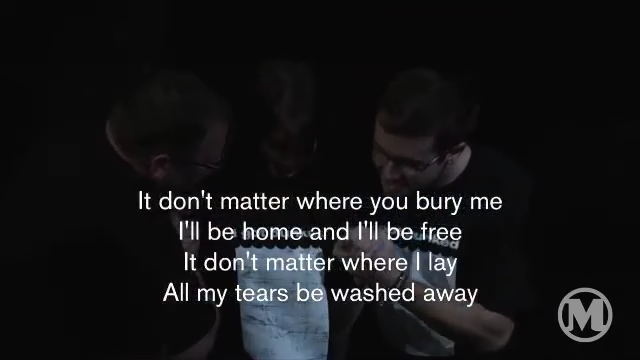 It don't matter where you bury me
I'll be home and I'll be free
It don't matter where I lay
All my tears be washed away
M